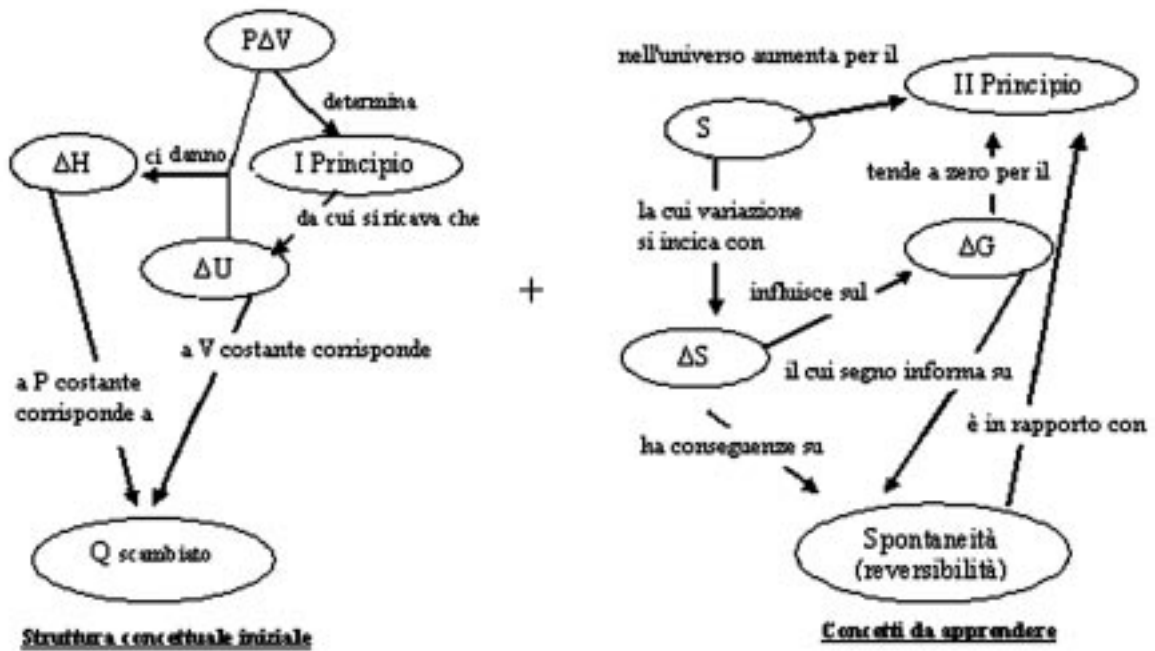 PΔV
determina
ΔH
ci danno
I Principio
da cui si ricava che
ΔU
a V costante corrisponde
a P costante
corrisponde a
Q scambiato
Struttura concettuale iniziale
+
nell'universo aumenta per il
II Principio
S
tende a zero per il
la cui variazione
si incica con
ΔG
influisce sul
ΔS
il cui segno informa su
è in rapporto con
ha conseguenze su
Spontaneità
(reversibilità)
Concetti da apprendere